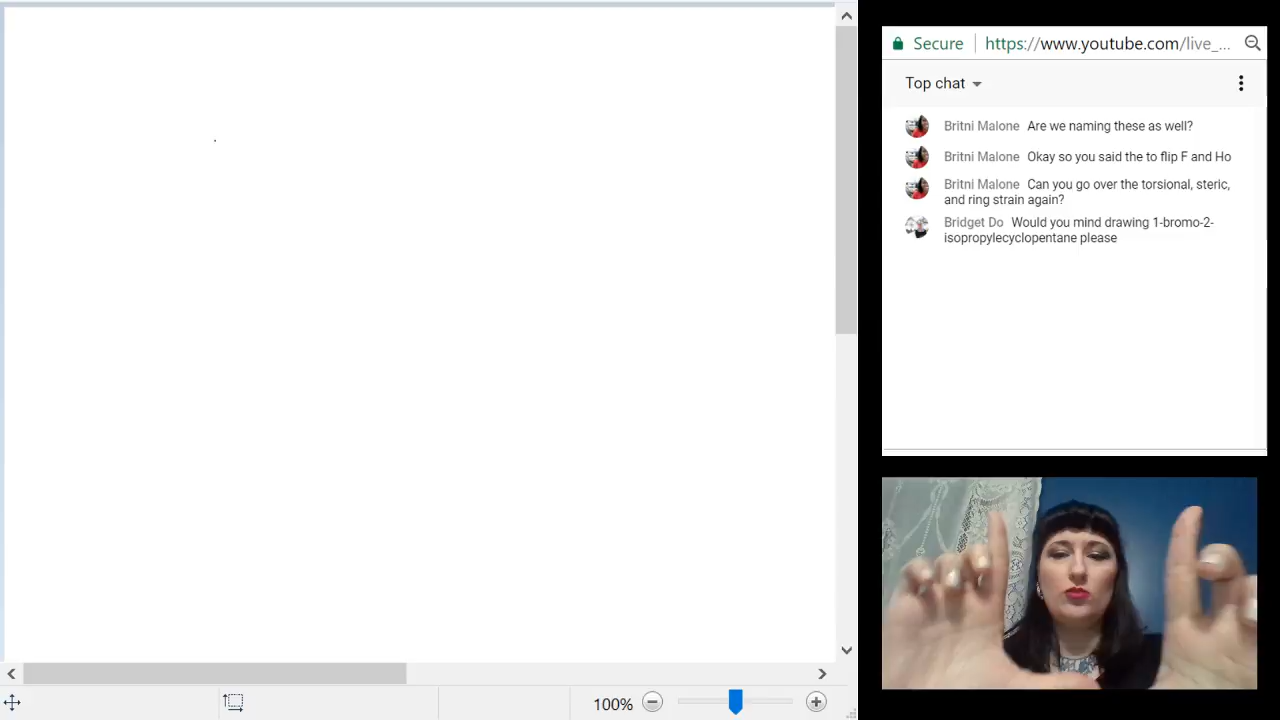 Secure https://www.youtube.com/live_...
Top chat
Britni Malone Are we naming these as well?
Britni Malone Okay so you said the to flip F and Ho
Britni Malone Can you go over the torsional, steric,
and ring strain again?
Bridget Do Would you mind drawing 1-bromo-2-
isopropylecyclopentane please
100%